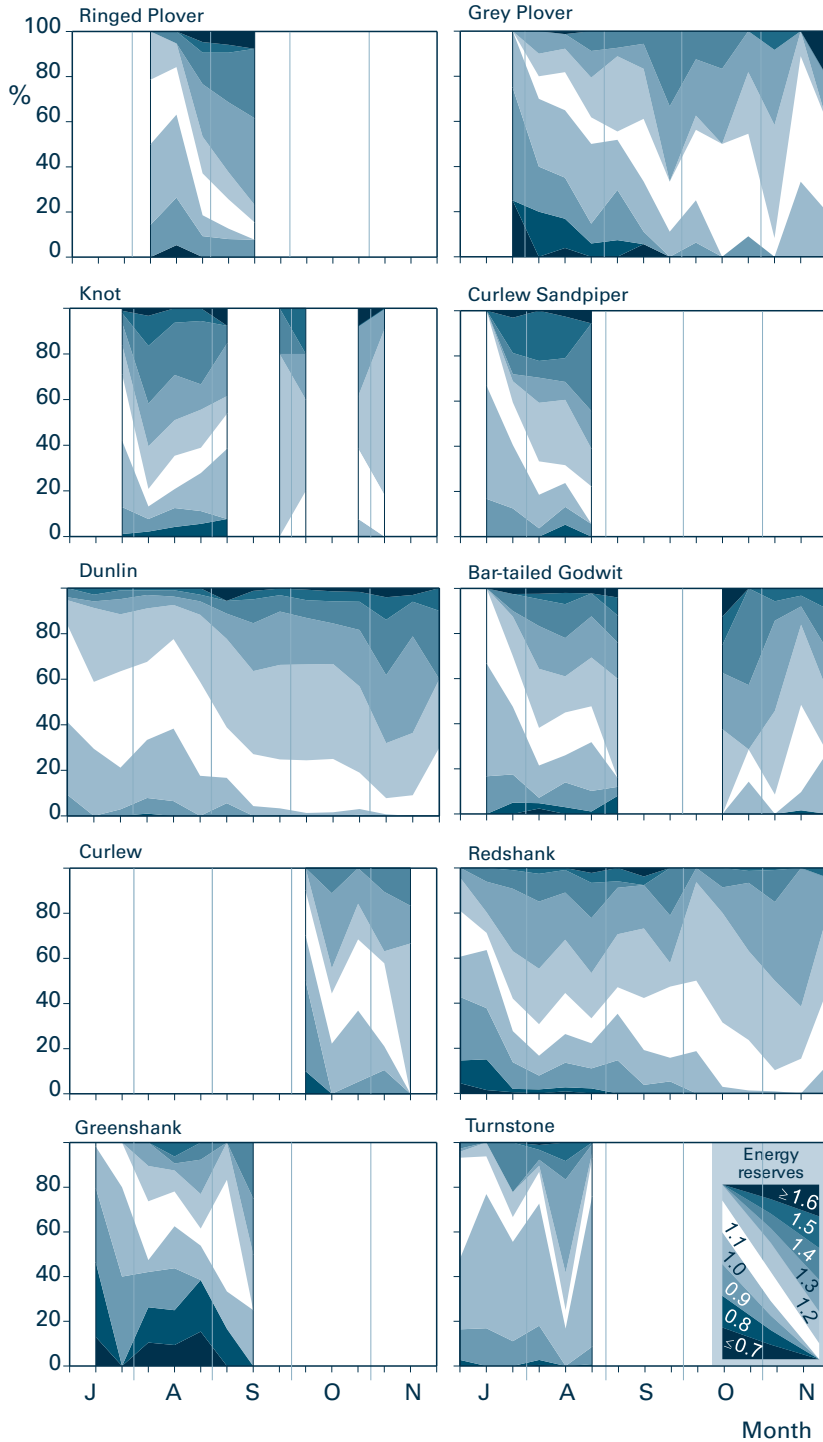 Ringed Plover
Grey Plover
%
100
80
60
40
20
0
Knot
Curlew Sandpiper
80
60
40
20
0
Dunlin
Bar-tailed Godwit
80
60
40
20
0
Curlew
Redshank
80
60
40
20
0
Greenshank
Turnstone
80
60
40
20
0
Energy
reserves
≥1.6
1.5
1.4
1.3
1.2
1.1
1.0
0.9
0.8
≤0.7
J A S O N
J A S O N
Month